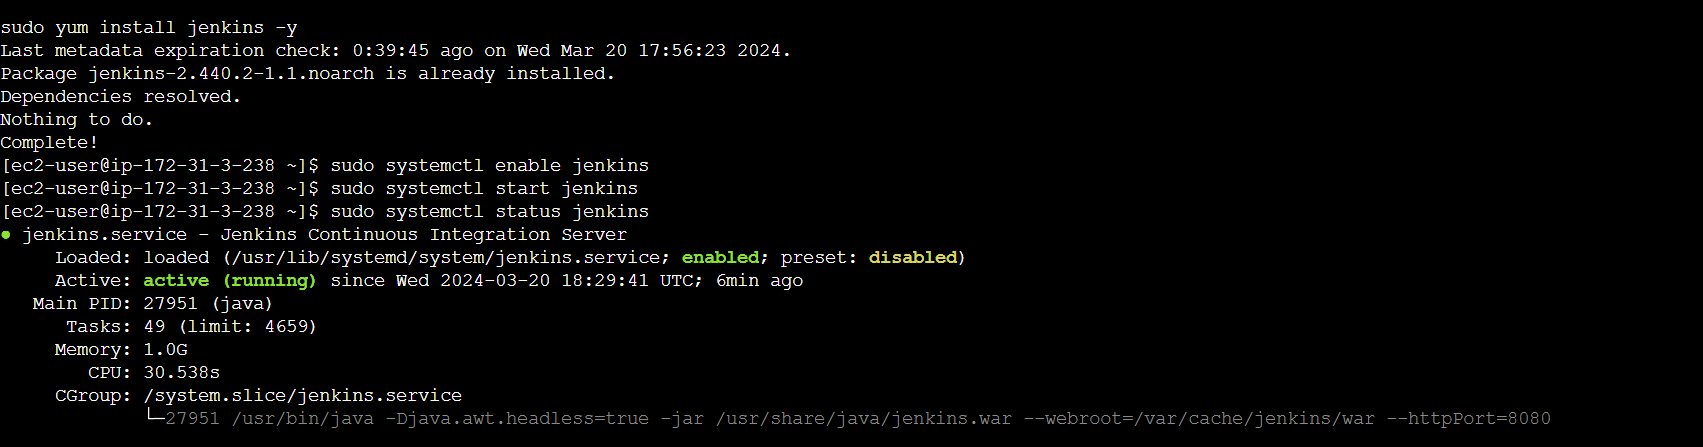 sudo yum install jenkins -y
Last metadata expiration check: 0:39:45 ago on Wed Mar 20 17:56:23 2024.
Package jenkins-2.440.2-1.1.noarch is already installed.
Dependencies resolved.
Nothing to do.
Complete!
[ec2-user@ip-172-31-3-238 ~]$ sudo systemctl enable jenkins
[ec2-user@ip-172-31-3-238 ~]$ sudo systemctl start jenkins
[ec2-user@ip-172-31-3-238 ~]$ sudo systemctl status jenkins
● jenkins.service - Jenkins Continuous Integration Server
     Loaded: loaded (/usr/lib/systemd/system/jenkins.service; enabled; preset: disabled)
     Active: active (running) since Wed 2024-03-20 18:29:41 UTC; 6min ago
   Main PID: 27951 (java)
      Tasks: 49 (limit: 4659)
     Memory: 1.0G
        CPU: 30.538s
     CGroup: /system.slice/jenkins.service
             └─27951 /usr/bin/java -Djava.awt.headless=true -jar /usr/share/java/jenkins.war --webroot=/var/cache/jenkins/war --httpPort=8080